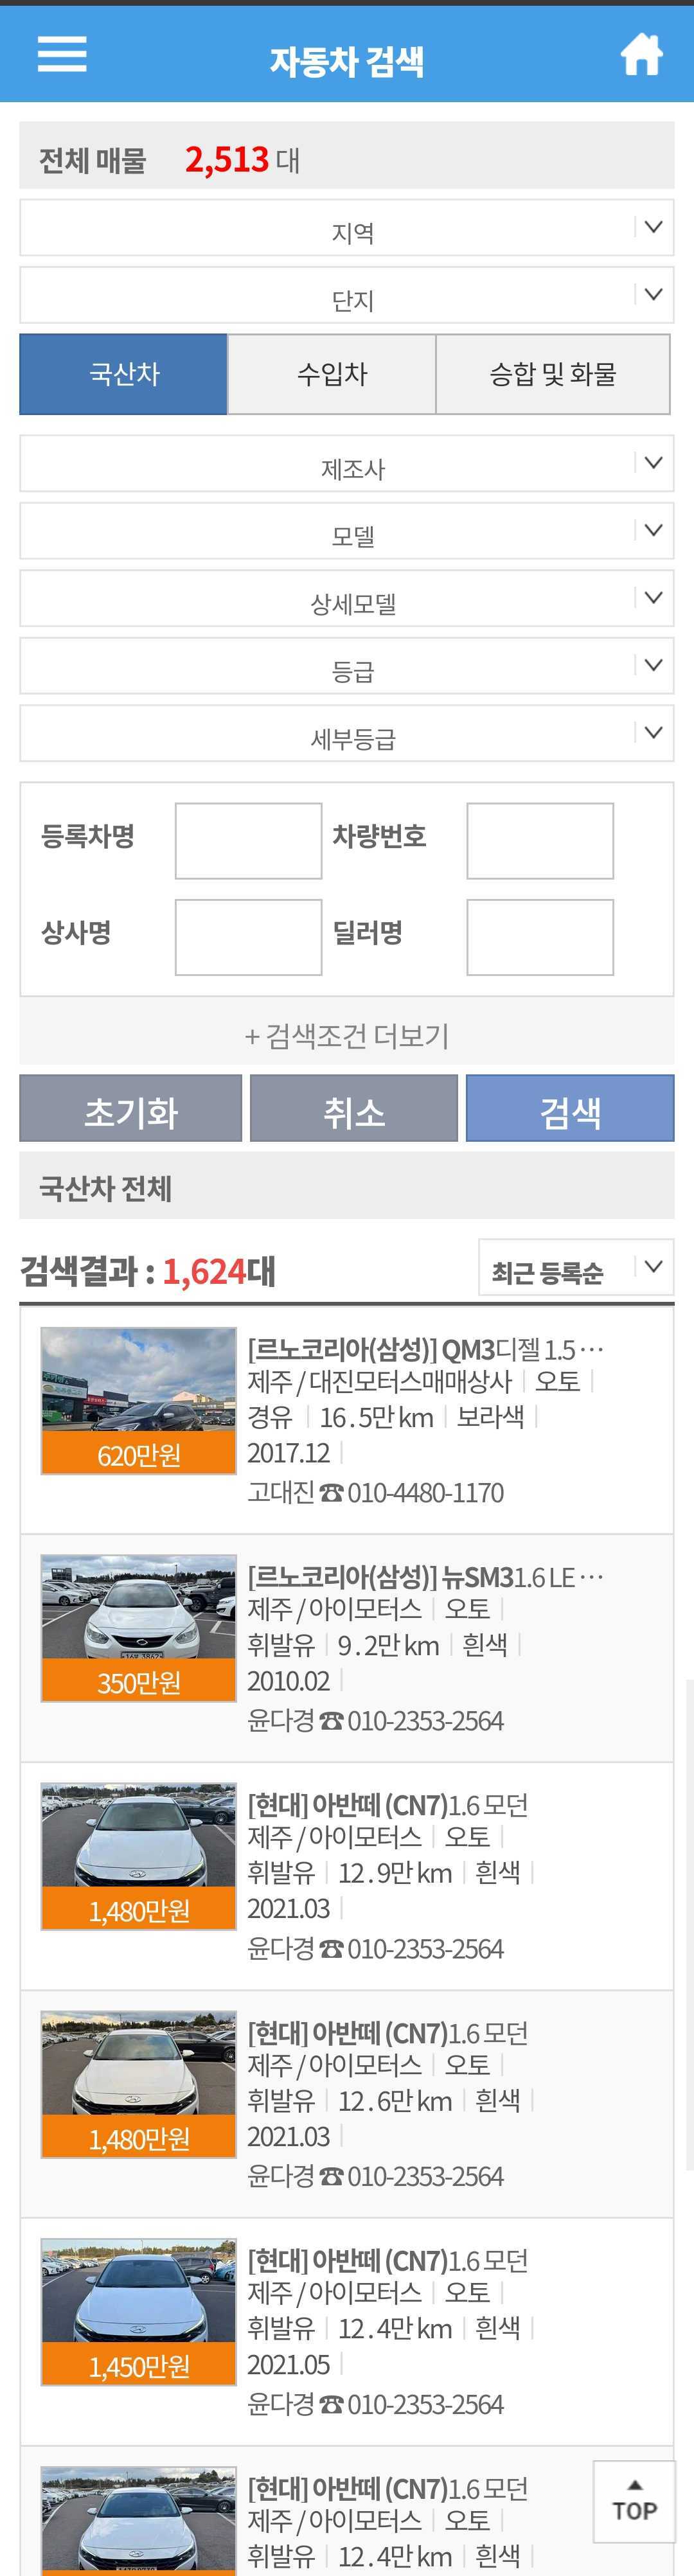 자동차 검색
전체 매물 2,513 대
지역
단지
국산차 수입차 승합 및 화물
제조사
모델
상세모델
등급
세부등급
등록차명 차량번호
상사명 딜러명
+ 검색조건 더보기
초기화 취소 검색
국산차 전체
검색결과 : 1,624대 최근 등록순
[르노코리아(삼성)] QM3디젤 1.5 ···
제주 / 대진모터스매매상사 | 오토 |
경유 | 16 . 5만 km | 보라색 |
2017.12 |
고대진 ☎ 010-4480-1170
620만원
[르노코리아(삼성)] 뉴SM31.6 LE ···
제주 / 아이모터스 | 오토 |
휘발유 | 9 . 2만 km | 흰색 |
2010.02 |
윤다경 ☎ 010-2353-2564
350만원
[현대] 아반떼 (CN7)1.6 모던
제주 / 아이모터스 | 오토 |
휘발유 | 12 . 9만 km | 흰색 |
2021.03 |
윤다경 ☎ 010-2353-2564
1,480만원
[현대] 아반떼 (CN7)1.6 모던
제주 / 아이모터스 | 오토 |
휘발유 | 12 . 6만 km | 흰색 |
2021.03 |
윤다경 ☎ 010-2353-2564
1,480만원
[현대] 아반떼 (CN7)1.6 모던
제주 / 아이모터스 | 오토 |
휘발유 | 12 . 4만 km | 흰색 |
2021.05 |
윤다경 ☎ 010-2353-2564
1,450만원
[현대] 아반떼 (CN7)1.6 모던
제주 / 아이모터스 | 오토 |
휘발유 | 12 . 4만 km | 흰색 |
TOP